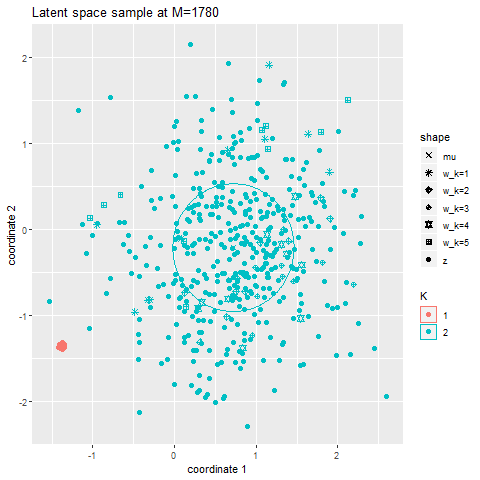 Latent space sample at M=1780
2
1
0
-1
-2
coordinate 2
-1
0
1
2
coordinate 1
shape
mu
w_k=1
w_k=2
w_k=3
w_k=4
w_k=5
z
K
1
2